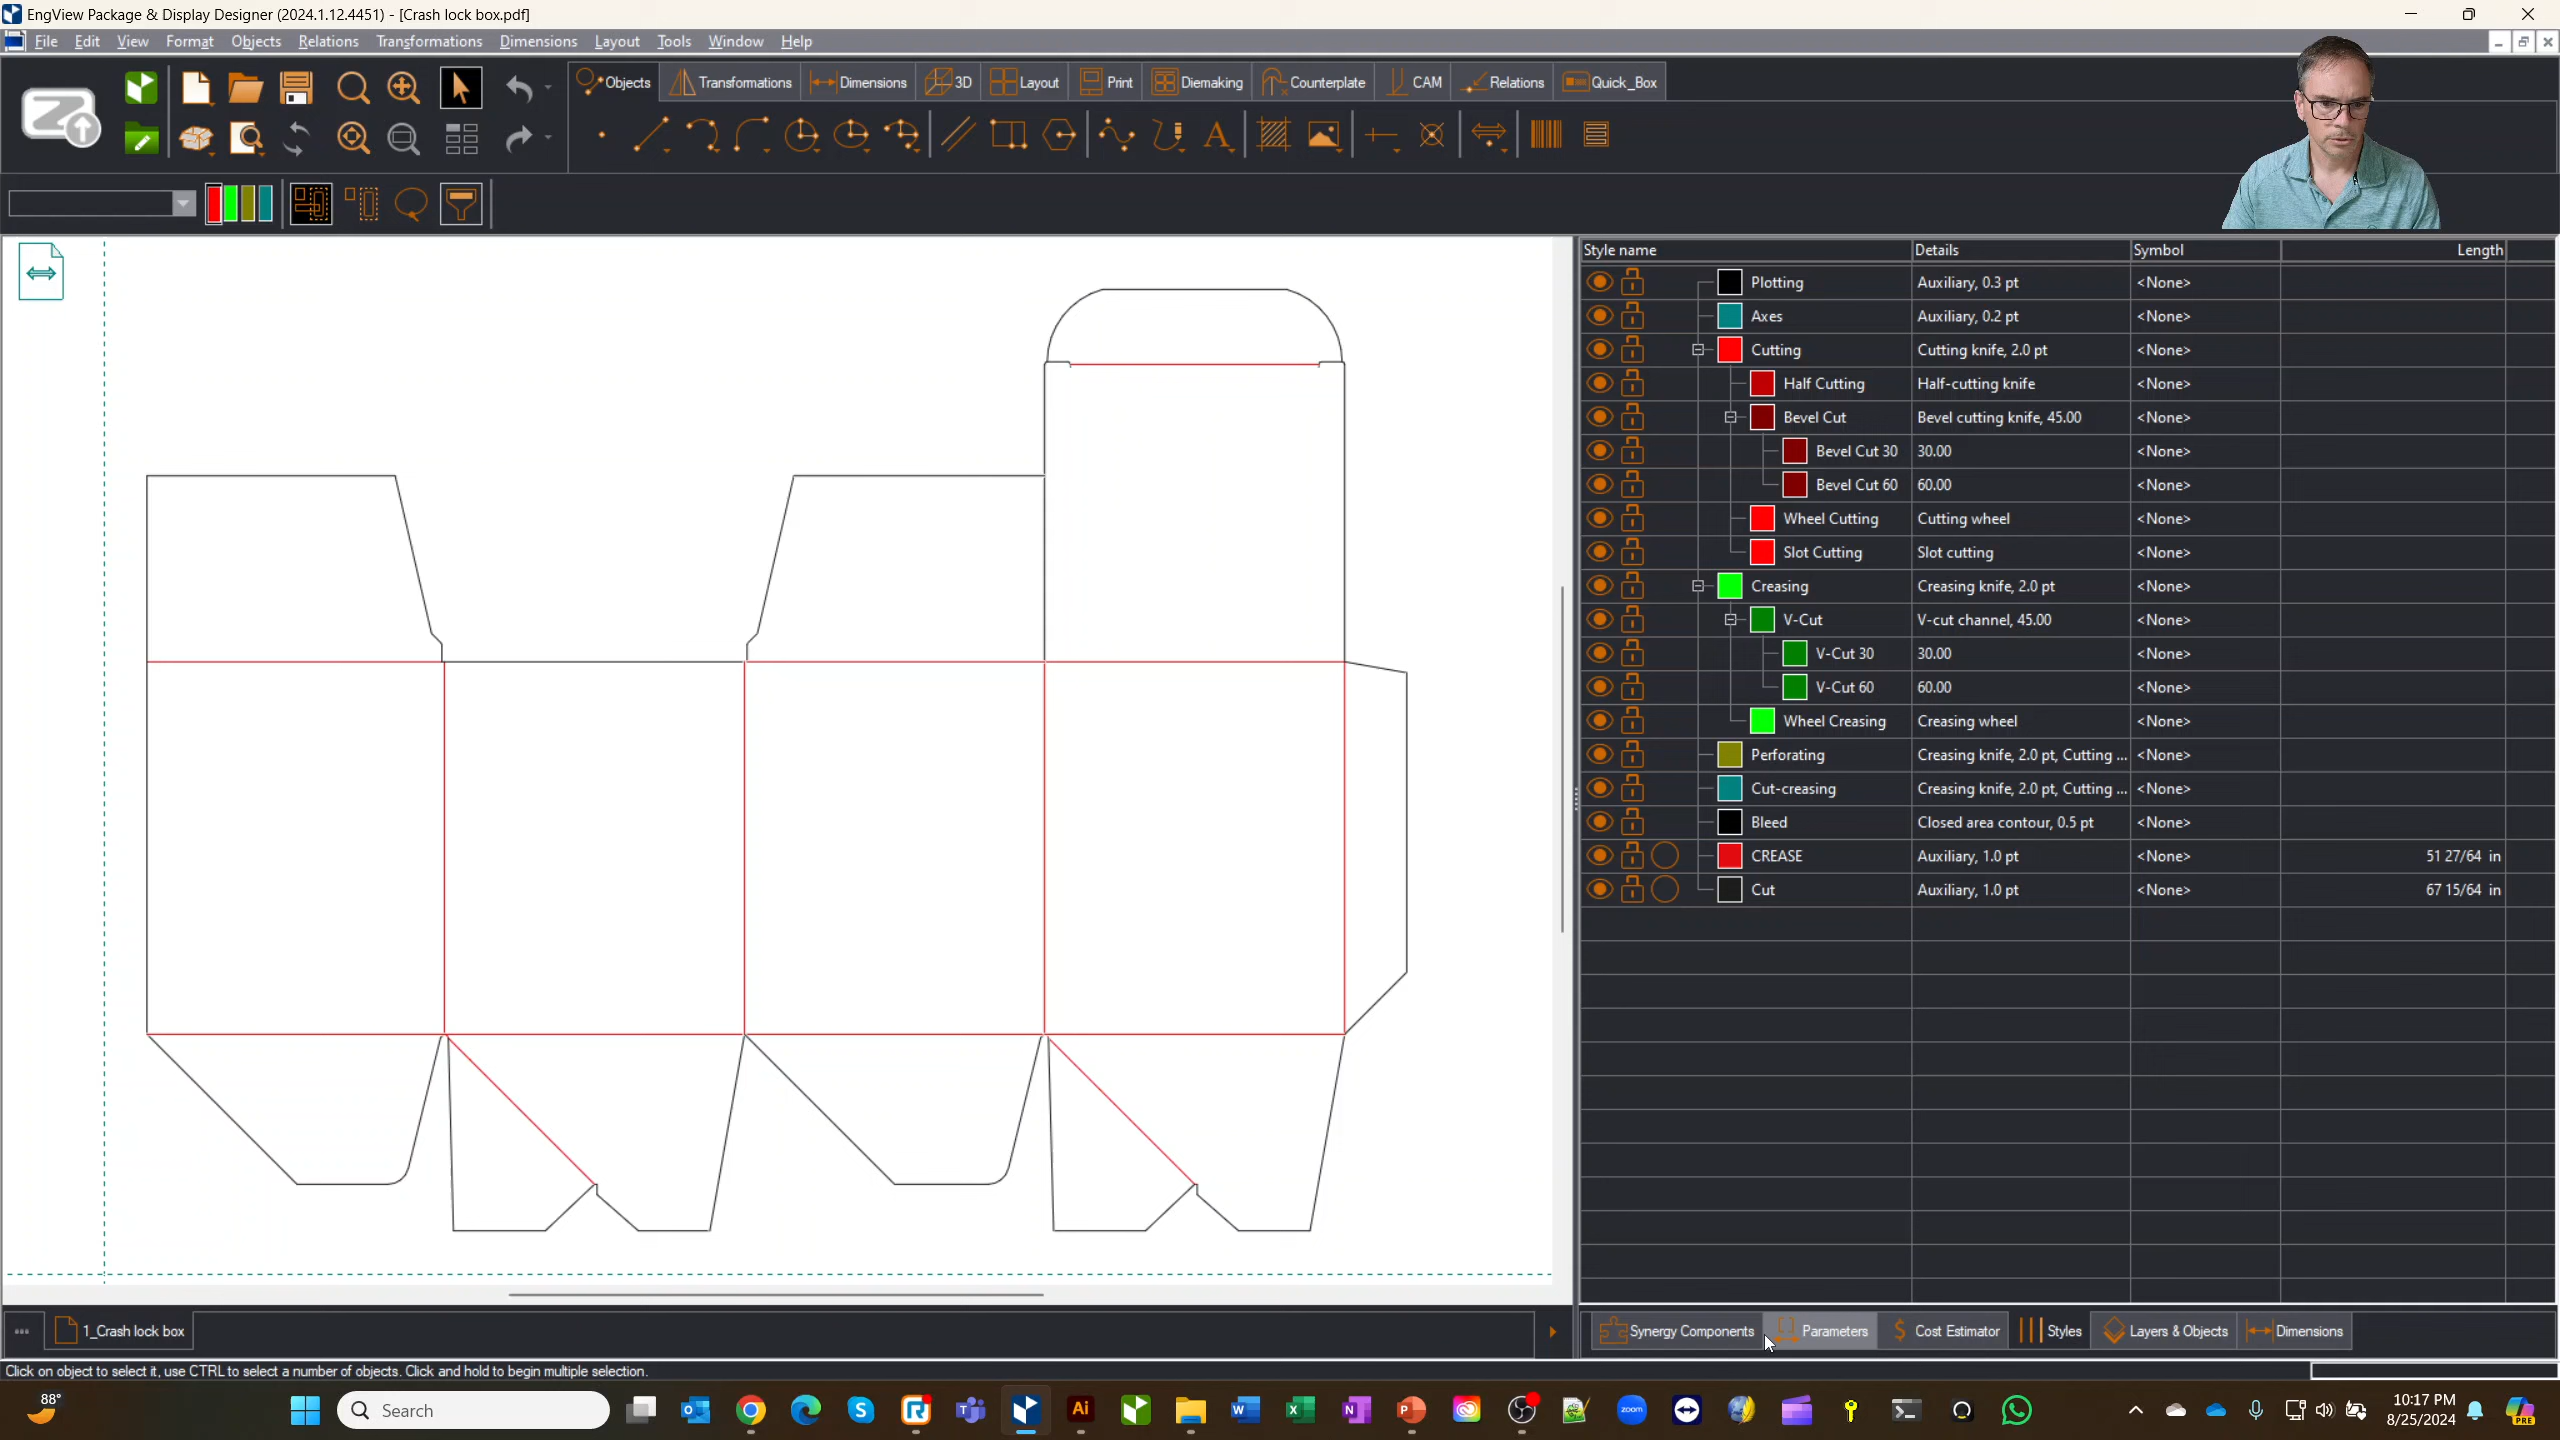 EngView Package & Display Designer (2024.1.12.4451) - [Crash lock box.pdf]
File Edit View Format Objects Relations Transformations Dimensions Layout Tools Window Help
Objects Transformations Dimensions 3D Layout Print Diemaking Counterplate CAM Relations Quick_Box
Style name Details Symbol Length
Plotting Auxiliary, 0.3 pt <None>
Axes Auxiliary, 0.2 pt <None>
Cutting Cutting knife, 2.0 pt <None>
Half Cutting Half-cutting knife <None>
Bevel Cut Bevel cutting knife, 45.00 <None>
Bevel Cut 30 30.00 <None>
Bevel Cut 60 60.00 <None>
Wheel Cutting Cutting wheel <None>
Slot Cutting Slot cutting <None>
Creasing Creasing knife, 2.0 pt <None>
V-Cut V-cut channel, 45.00 <None>
V-Cut 30 30.00 <None>
V-Cut 60 60.00 <None>
Wheel Creasing Creasing wheel <None>
Perforating Creasing knife, 2.0 pt, Cutting ... <None>
Cut-creasing Creasing knife, 2.0 pt, Cutting ... <None>
Bleed Closed area contour, 0.5 pt <None>
CREASE Auxiliary, 1.0 pt <None> 51 27/64 in
Cut Auxiliary, 1.0 pt <None> 67 15/64 in
... 1_Crash lock box
Synergy Components Parameters Cost Estimator Styles Layers & Objects Dimensions
Click on object to select it, use CTRL to select a number of objects. Click and hold to begin multiple selection.
88°
Search
zoom
10:17 PM
8/25/2024
PRE